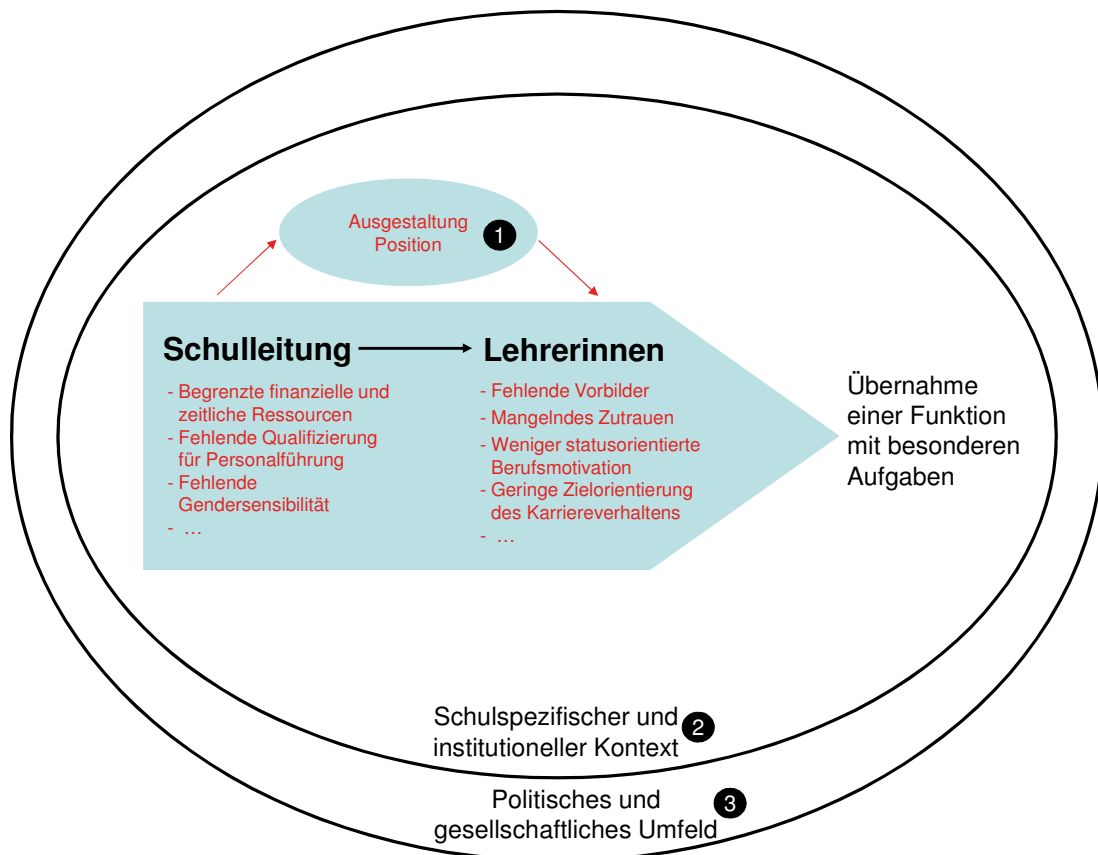 Ausgestaltung
Position
1
Schulleitung
- Begrenzte finanzielle und
zeitliche Ressourcen
- Fehlende Qualifizierung
für Personalführung
- Fehlende
Gendersensibilität
- ...
Lehrerinnen
- Fehlende Vorbilder
- Mangelndes Zutrauen
- Weniger statusorientierte
Berufsmotivation
- Geringe Zielorientierung
des Karriereverhaltens
- ...
Übernahme
einer Funktion
mit besonderen
Aufgaben
Schulspezifischer und
institutioneller Kontext
2
Politisches und
gesellschaftliches Umfeld
3